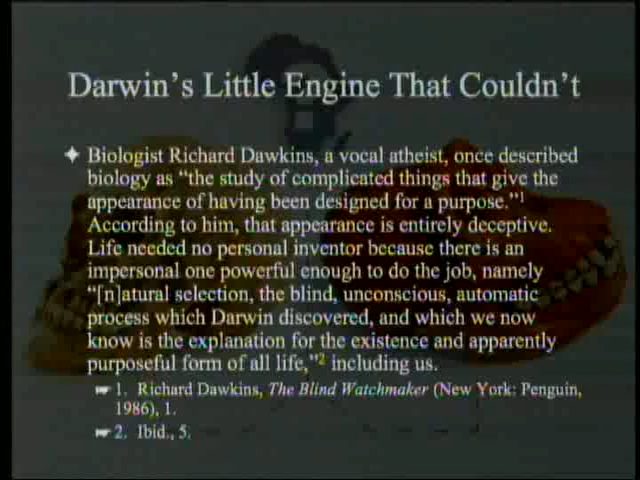 Darwin's Little Engine That Couldn't
✦ Biologist Richard Dawkins, a vocal atheist, once described
biology as “the study of complicated things that give the
appearance of having been designed for a purpose.”1
According to him, that appearance is entirely deceptive.
Life needed no personal inventor because there is an
impersonal one powerful enough to do the job, namely
“[n]atural selection, the blind, unconscious, automatic
process which Darwin discovered, and which we now
know is the explanation for the existence and apparently
purposeful form of all life,”2 including us.
☛ 1. Richard Dawkins, The Blind Watchmaker (New York: Penguin,
1986), 1.
☛ 2. Ibid., 5.